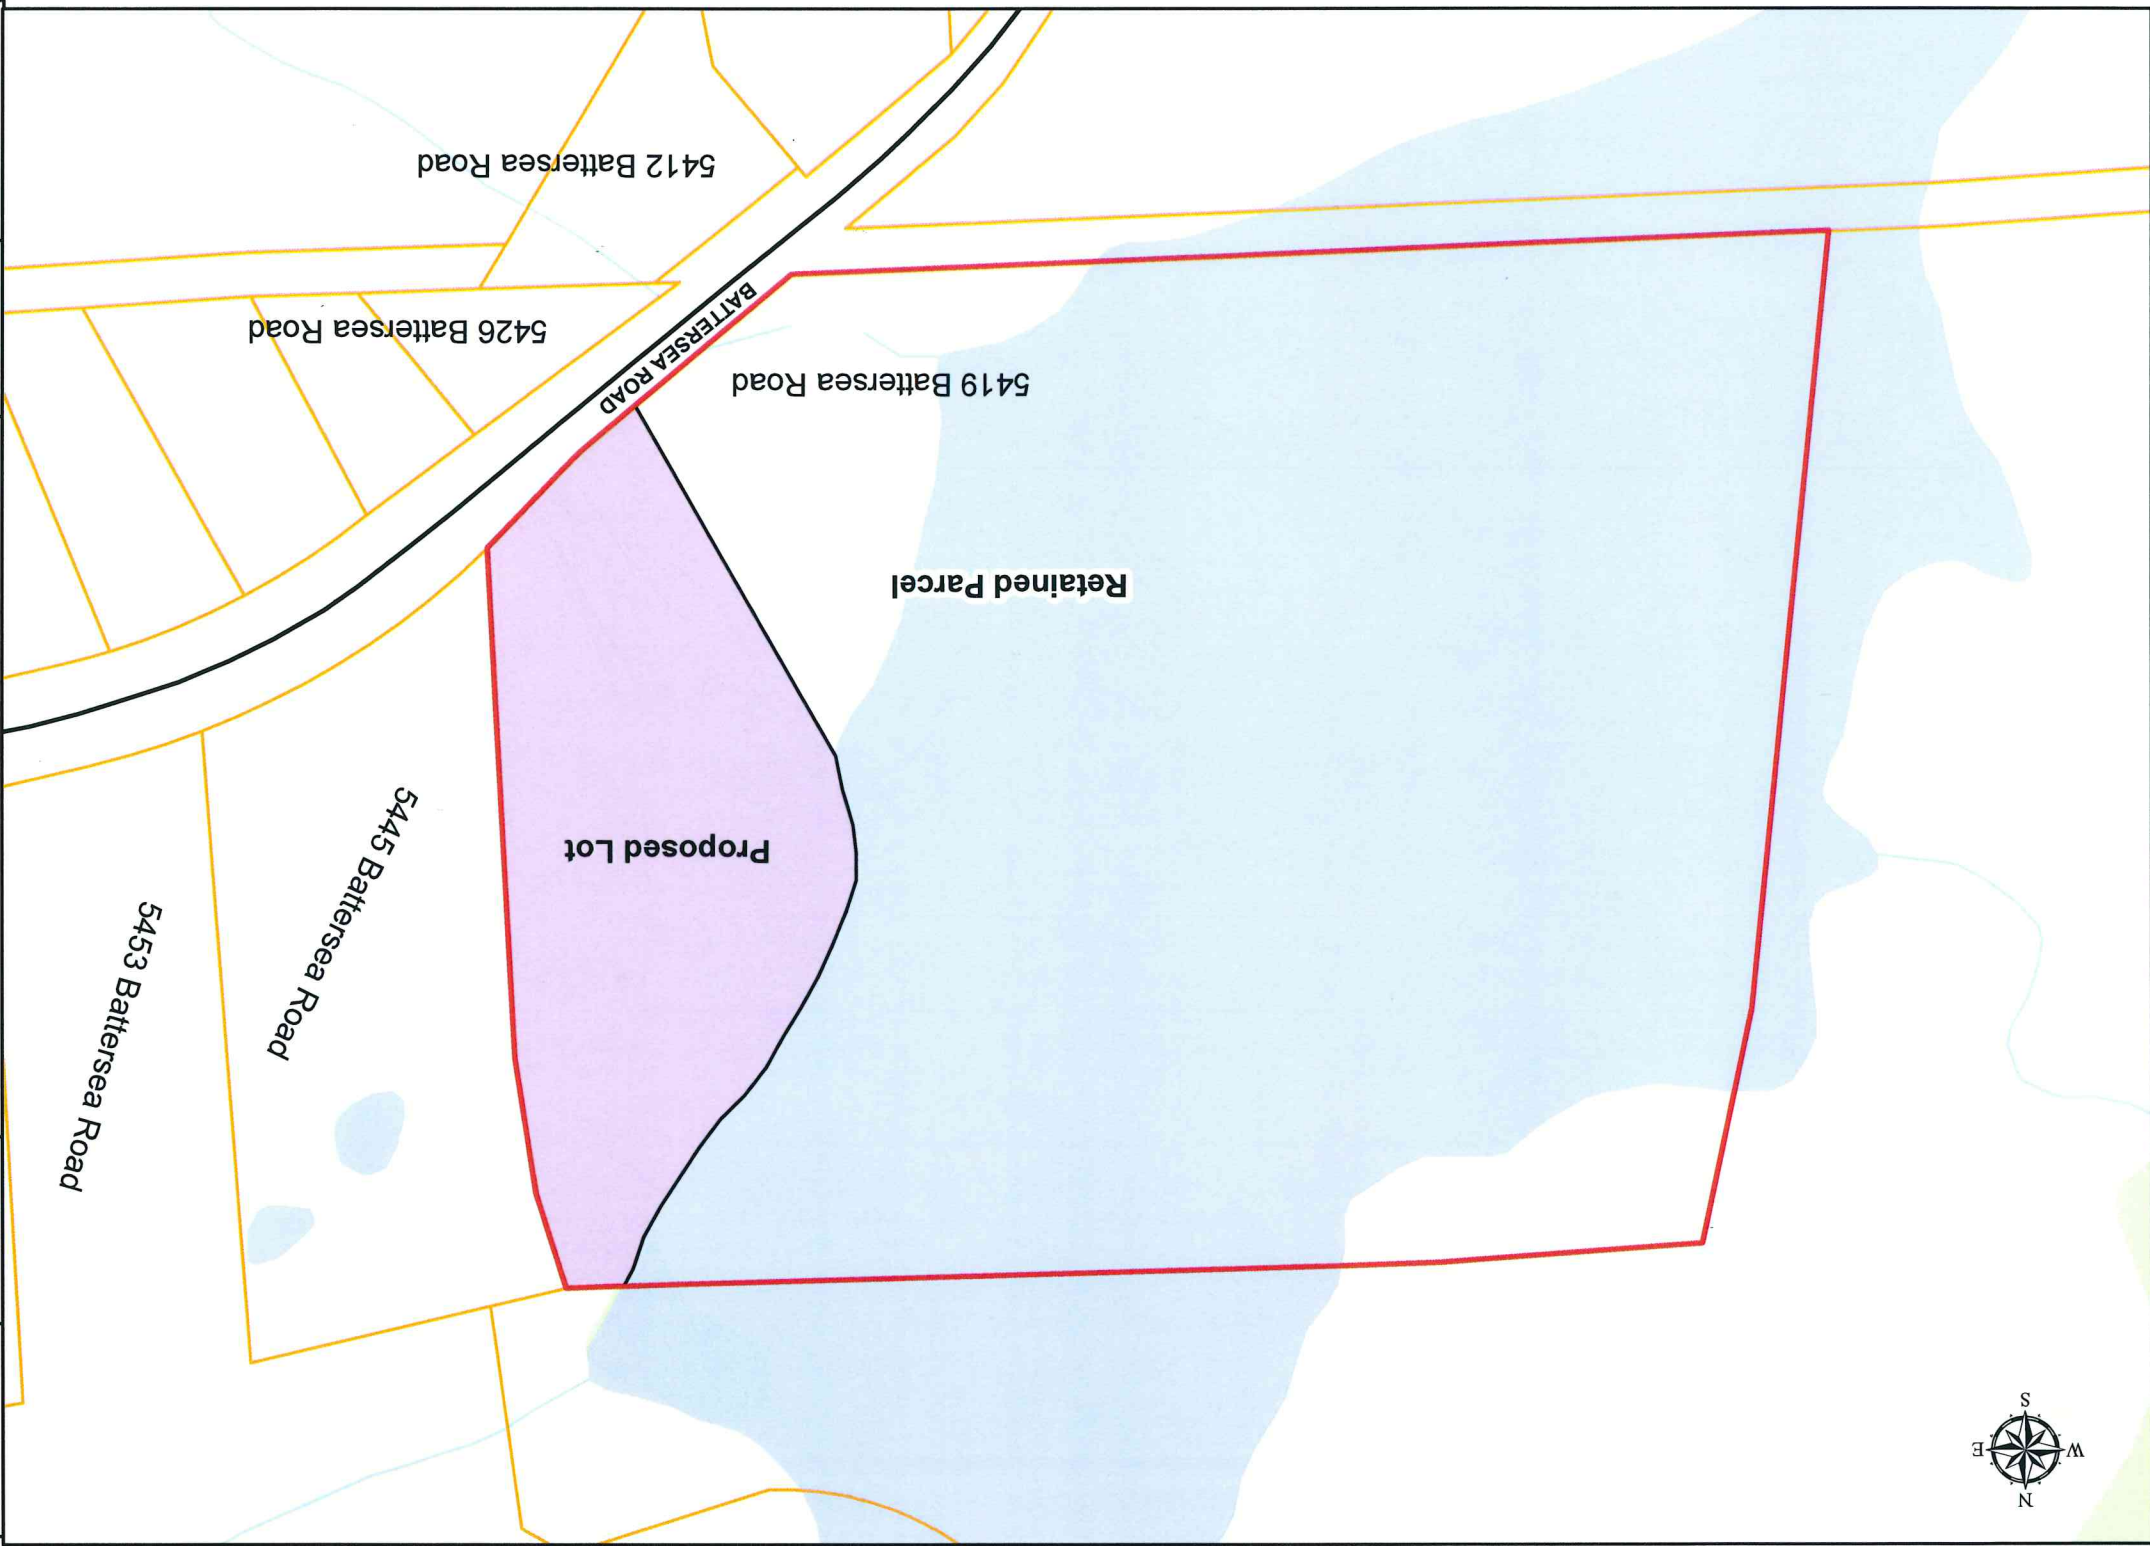 N
W
E
S
5453 Battersea Road
5445 Battersea Road
Proposed Lot
Retained Parcel
5419 Battersea Road
BATTERSEA ROAD
5426 Battersea Road
5412 Battersea Road